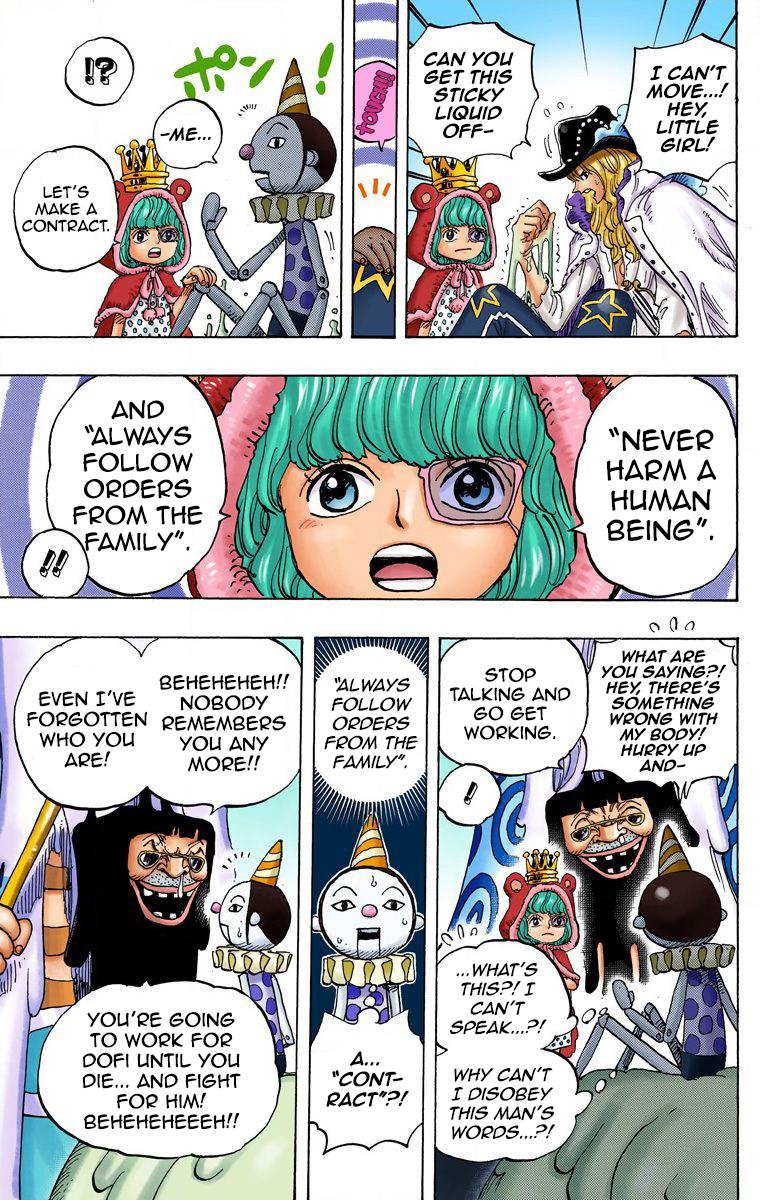 I CAN'T
MOVE...!
HEY,
LITTLE
GIRL!
CAN YOU
GET THIS
STICKY
LIQUID
OFF-
TOUCH!!
ポンッ!
-ME...
!?
LET'S
MAKE A
CONTRACT.
"NEVER
HARM A
HUMAN
BEING".
AND
"ALWAYS
FOLLOW
ORDERS
FROM THE
FAMILY".
!!
WHAT ARE
YOU SAYING?!
HEY, THERE'S
SOMETHING
WRONG WITH
MY BODY!
HURRY UP
AND-
STOP
TALKING AND
GO GET
WORKING.
!
...WHAT'S
THIS?! I
CAN'T
SPEAK...?!
WHY CAN'T
I DISOBEY
THIS MAN'S
WORDS...?!
"ALWAYS
FOLLOW
ORDERS
FROM THE
FAMILY".
A...
"CONT-
RACT"?!
BEHEHEHEH!!
NOBODY
REMEMBERS
YOU ANY
MORE!!
EVEN I'VE
FORGOTTEN
WHO YOU
ARE!
YOU'RE GOING
TO WORK FOR
DOFI UNTIL YOU
DIE... AND FIGHT
FOR HIM!
BEHEHEHEEEH!!